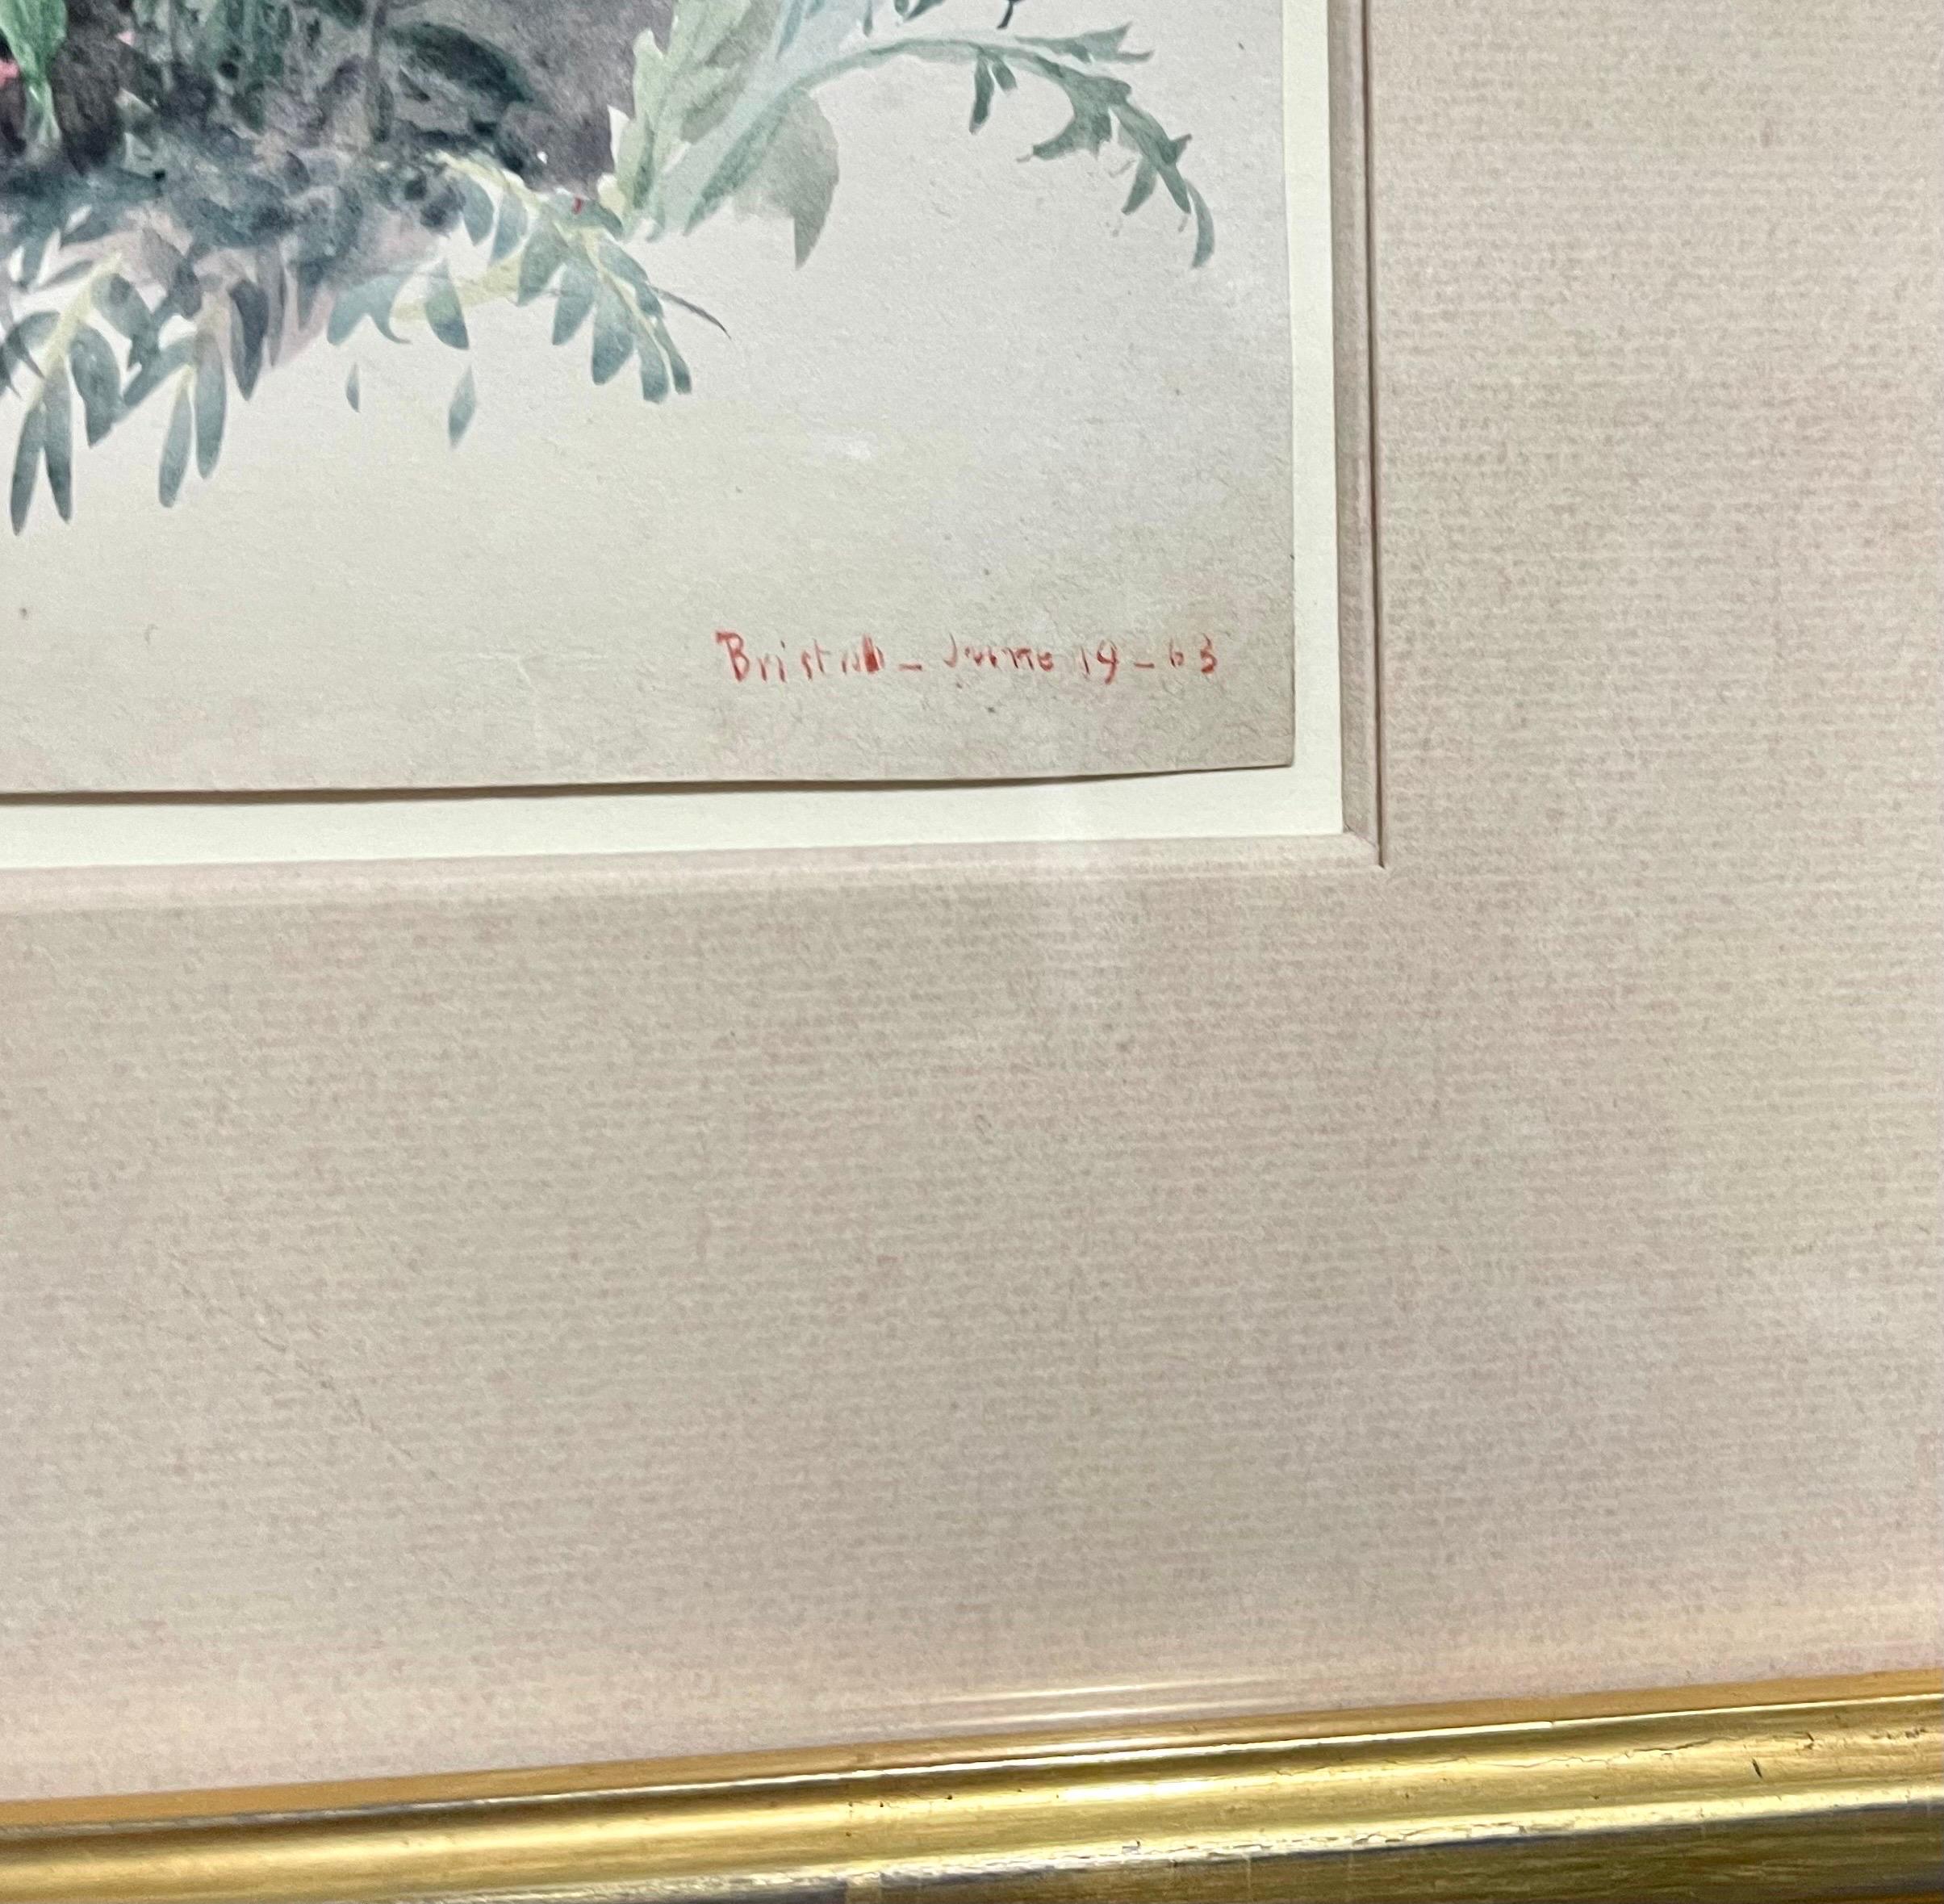 Bristol – June 19 – 63